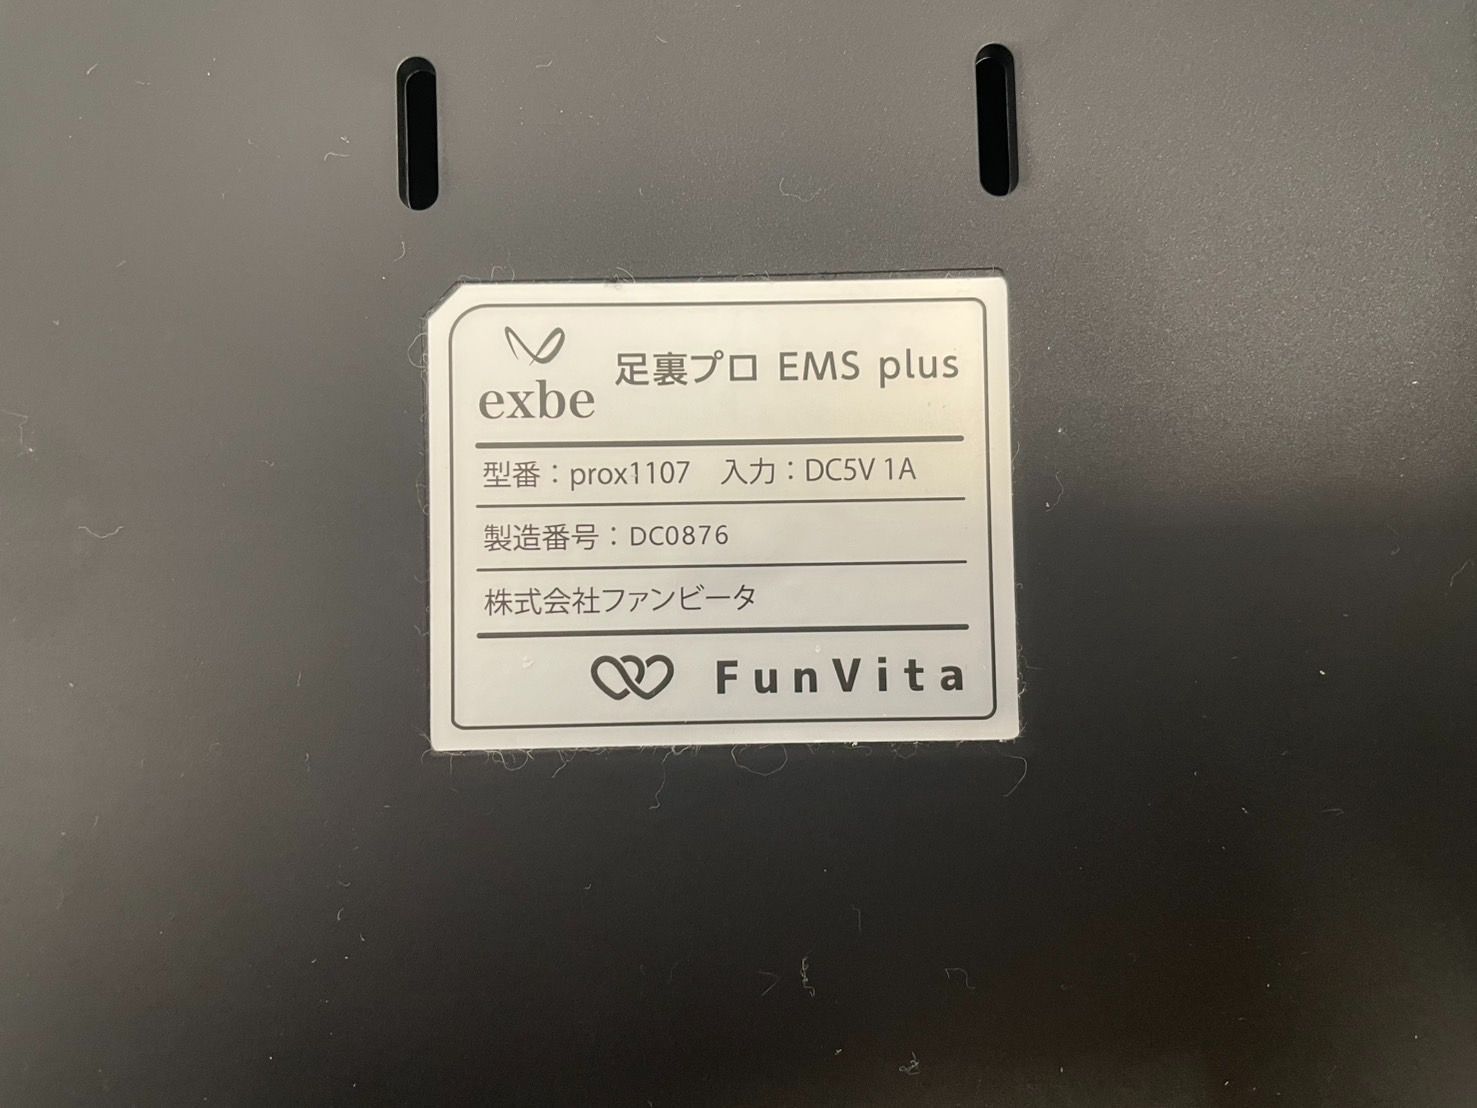 exbe
足裏プロ EMS plus
型番：prox1107　入力：DC5V 1A
製造番号：DC0876
株式会社ファンビータ
FunVita